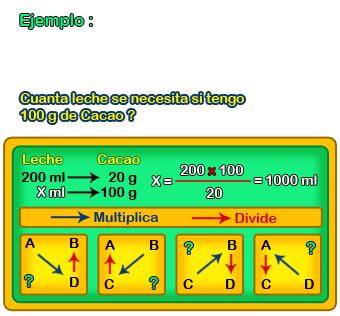 Ejemplo :
Cuanta leche se necesita si tengo
100 g de Cacao ?
Leche Cacao
200 ml 20 g
X ml 100 g
X = 200 x 100 / 20 = 1000 ml
Multiplica Divide
A B A B ? B A ?
? D C ? C D C D